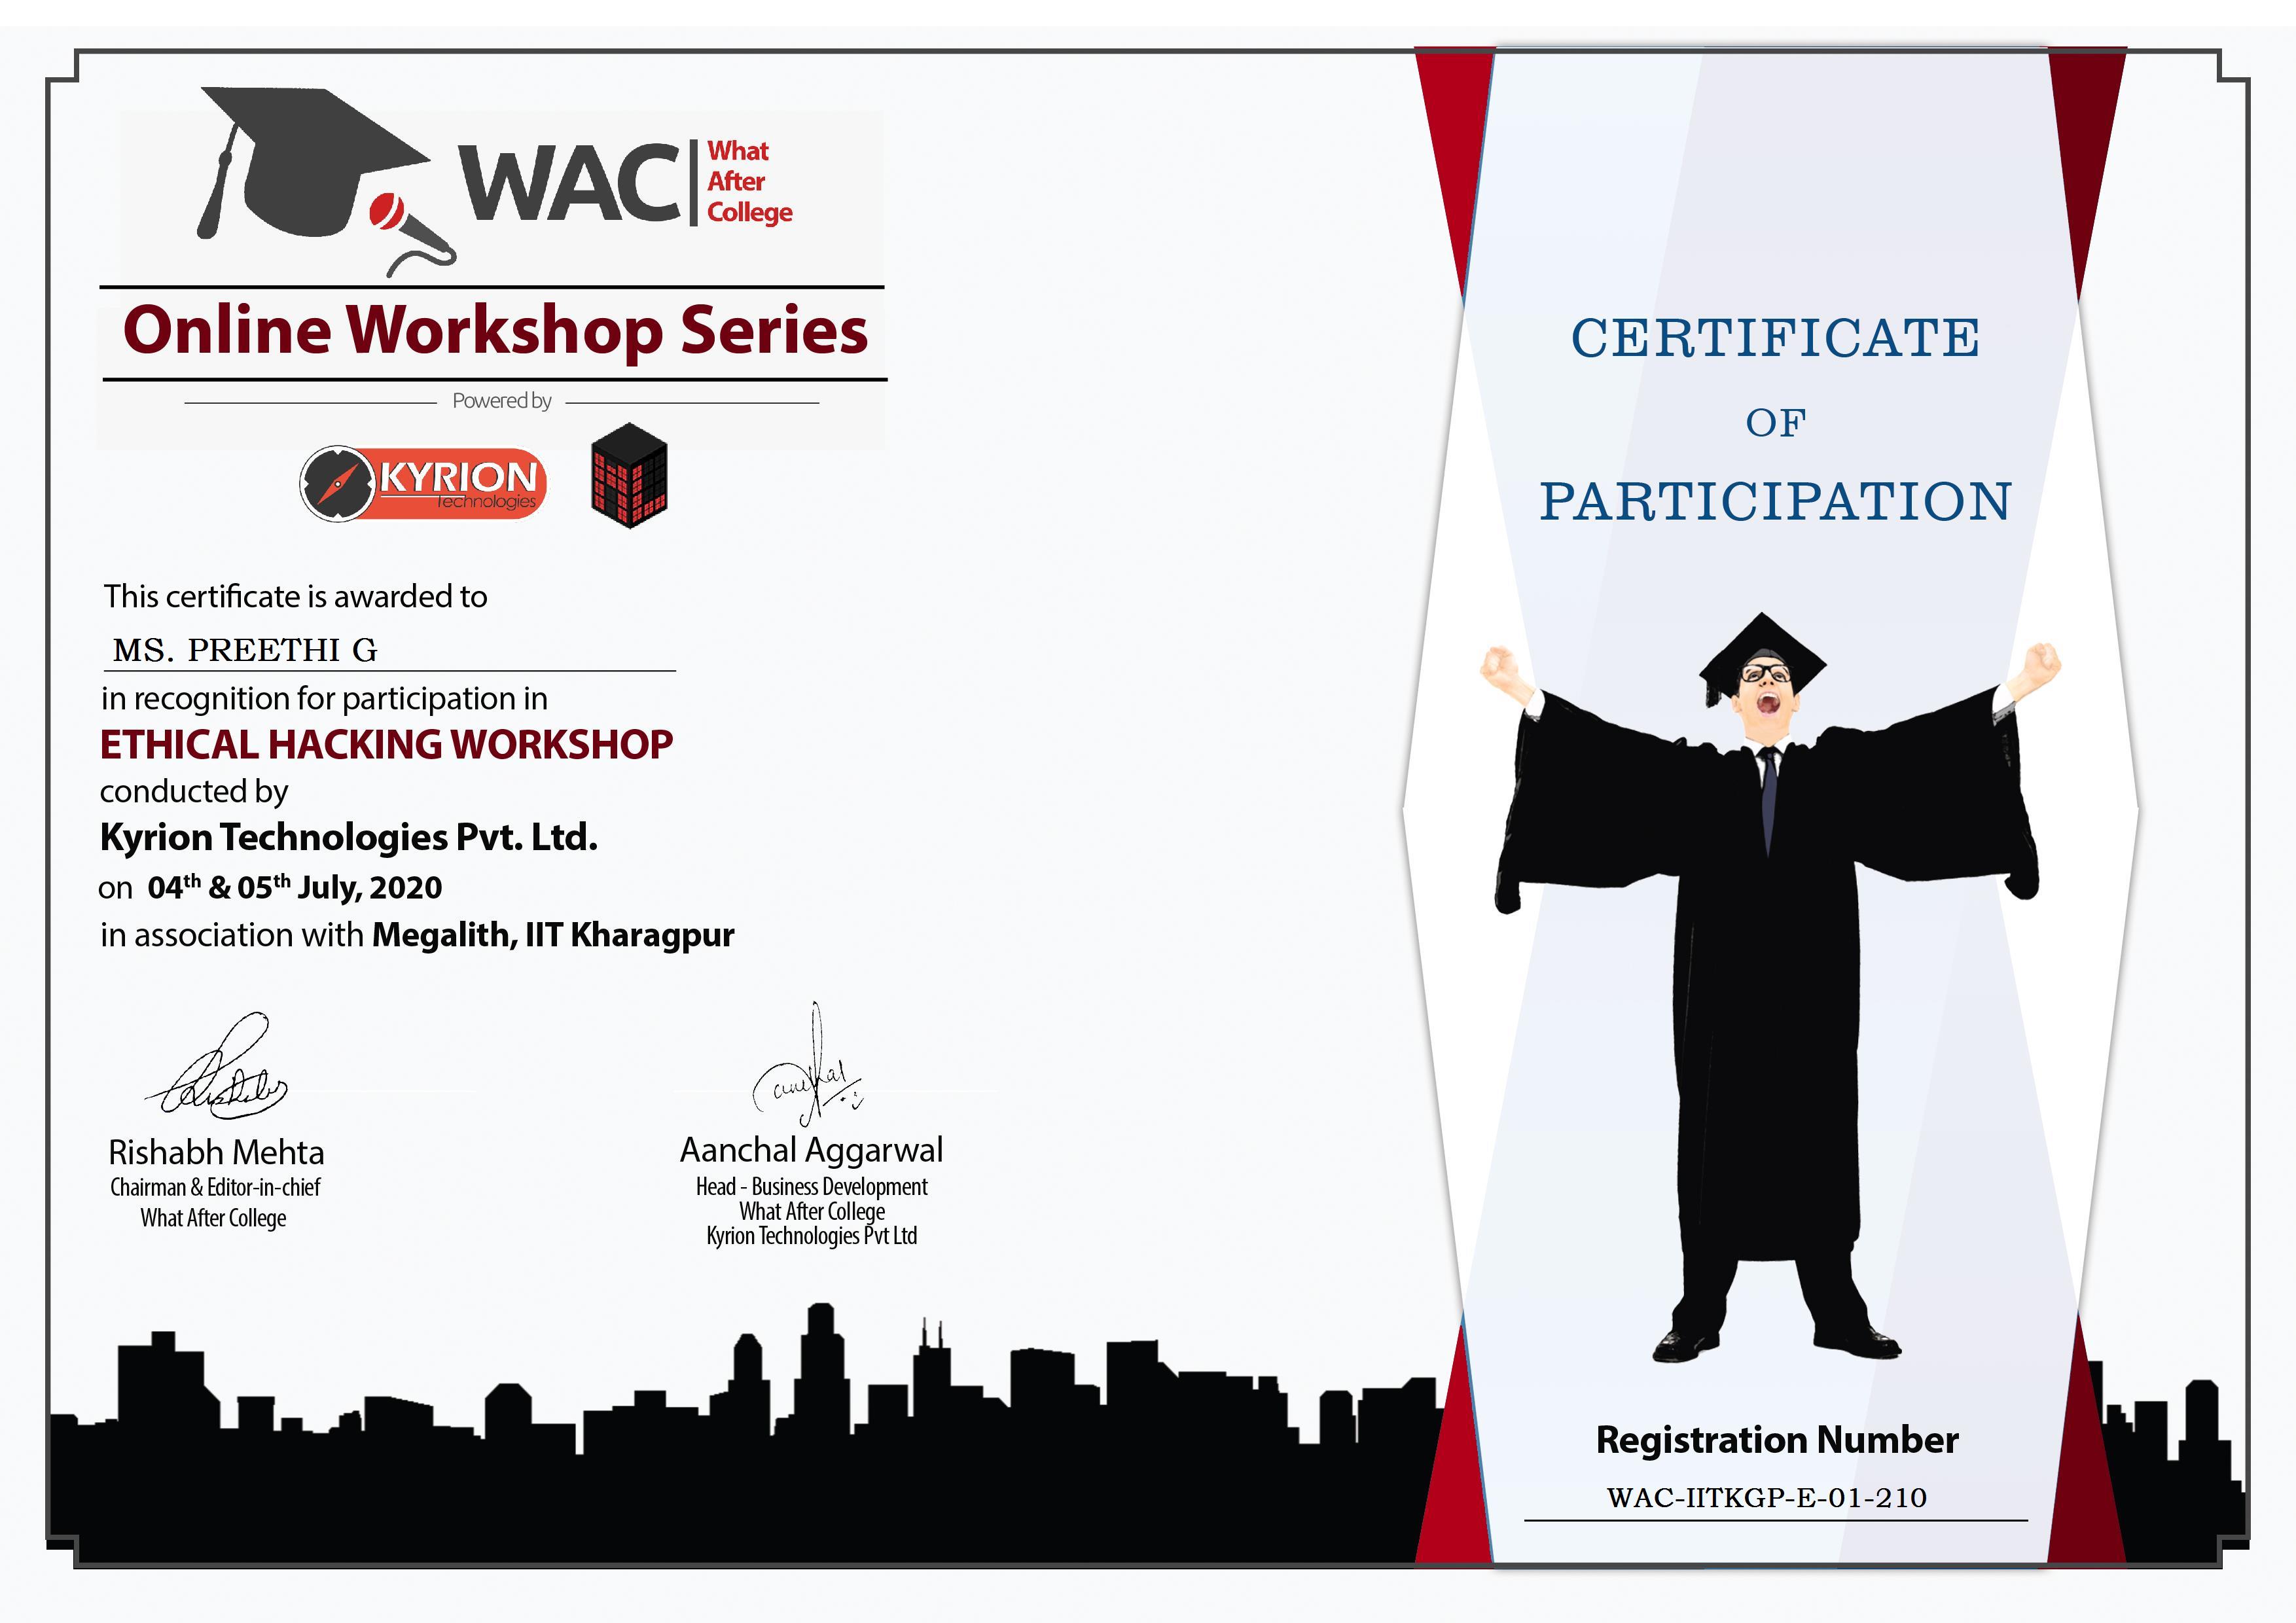 WAC
What
After
College
Online Workshop Series
Powered by
KYRION
Technologies
This certificate is awarded to
MS. PREETHI G
in recognition for participation in
ETHICAL HACKING WORKSHOP
conducted by
Kyrion Technologies Pvt. Ltd.
on 04th & 05th July, 2020
in association with Megalith, IIT Kharagpur
Rishabh Mehta
Chairman & Editor-in-chief
What After College
Aanchal Aggarwal
Head - Business Development
What After College
Kyrion Technologies Pvt Ltd
CERTIFICATE
OF
PARTICIPATION
Registration Number
WAC-IITKGP-E-01-210